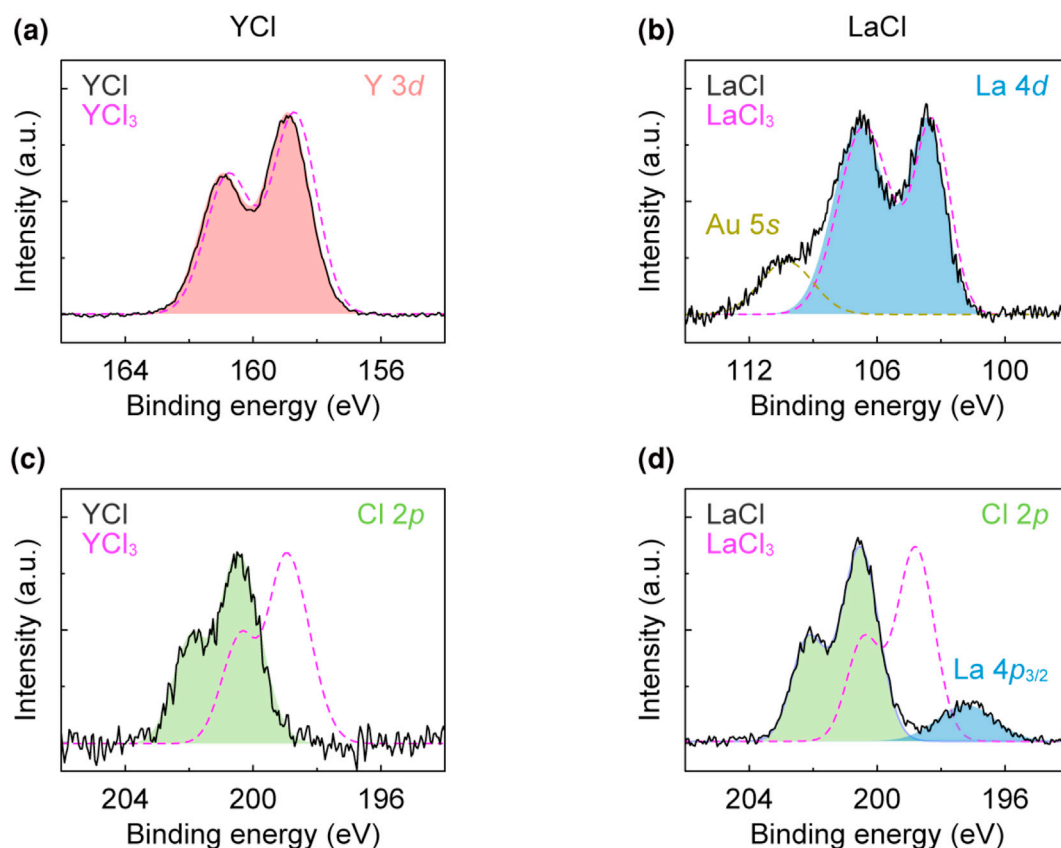 (a)
YCl
YCl
YCl₃
Y 3d
Intensity (a.u.)
164 160 156
Binding energy (eV)
(b)
LaCl
LaCl
LaCl₃
La 4d
Au 5s
Intensity (a.u.)
112 106 100
Binding energy (eV)
(c)
YCl
YCl₃
Cl 2p
Intensity (a.u.)
204 200 196
Binding energy (eV)
(d)
LaCl
LaCl₃
Cl 2p
La 4p₃/₂
Intensity (a.u.)
204 200 196
Binding energy (eV)